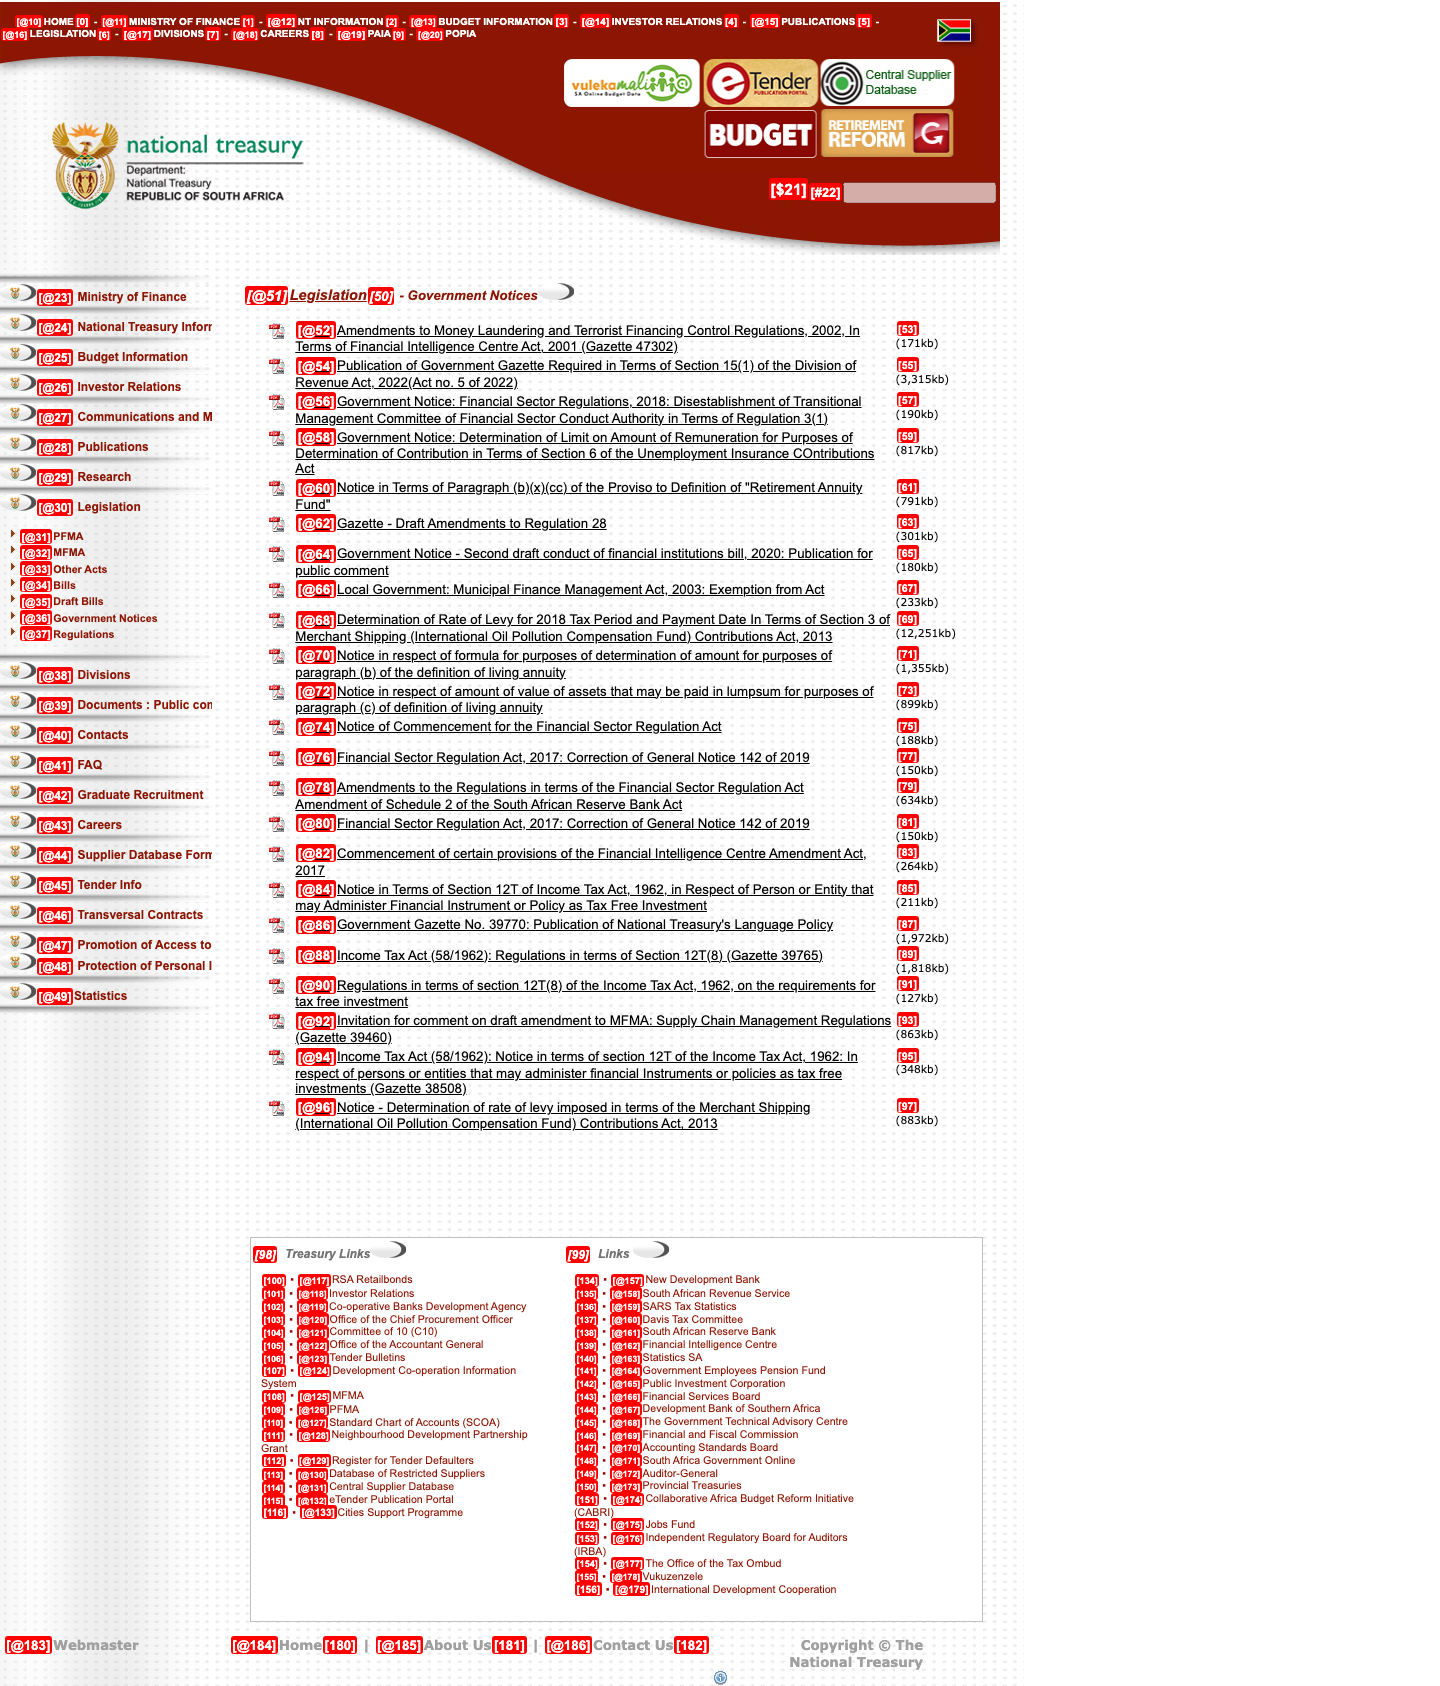 [@10] HOME [0] - [@11] MINISTRY OF FINANCE [1] - [@12] NT INFORMATION [2] - [@13] BUDGET INFORMATION [3] - [@14] INVESTOR RELATIONS [4] - [@15] PUBLICATIONS [5] -
[@16] LEGISLATION [6] - [@17] DIVISIONS [7] - [@18] CAREERS [8] - [@19] PAIA [9] - [@20] POPIA
vulekamali
SA Online Budget Data
eTender
PUBLICATION PORTAL
Central Supplier
Database
BUDGET
RETIREMENT
REFORM
national treasury
Department:
National Treasury
REPUBLIC OF SOUTH AFRICA
[$21] [#22]
[@23] Ministry of Finance
[@24] National Treasury Inforr
[@25] Budget Information
[@26] Investor Relations
[@27] Communications and M
[@28] Publications
[@29] Research
[@30] Legislation
[@31] PFMA
[@32] MFMA
[@33] Other Acts
[@34] Bills
[@35] Draft Bills
[@36] Government Notices
[@37] Regulations
[@38] Divisions
[@39] Documents : Public con
[@40] Contacts
[@41] FAQ
[@42] Graduate Recruitment
[@43] Careers
[@44] Supplier Database Form
[@45] Tender Info
[@46] Transversal Contracts
[@47] Promotion of Access to
[@48] Protection of Personal I
[@49] Statistics
[@51] Legislation [50] - Government Notices
[@52] Amendments to Money Laundering and Terrorist Financing Control Regulations, 2002, In [53]
Terms of Financial Intelligence Centre Act, 2001 (Gazette 47302) (171kb)
[@54] Publication of Government Gazette Required in Terms of Section 15(1) of the Division of [55]
Revenue Act, 2022(Act no. 5 of 2022) (3,315kb)
[@56] Government Notice: Financial Sector Regulations, 2018: Disestablishment of Transitional [57]
Management Committee of Financial Sector Conduct Authority in Terms of Regulation 3(1) (190kb)
[@58] Government Notice: Determination of Limit on Amount of Remuneration for Purposes of [59]
Determination of Contribution in Terms of Section 6 of the Unemployment Insurance COntributions (817kb)
Act
[@60] Notice in Terms of Paragraph (b)(x)(cc) of the Proviso to Definition of "Retirement Annuity [61]
Fund" (791kb)
[@62] Gazette - Draft Amendments to Regulation 28 [63]
(301kb)
[@64] Government Notice - Second draft conduct of financial institutions bill, 2020: Publication for [65]
public comment (180kb)
[@66] Local Government: Municipal Finance Management Act, 2003: Exemption from Act [67]
(233kb)
[@68] Determination of Rate of Levy for 2018 Tax Period and Payment Date In Terms of Section 3 of [69]
Merchant Shipping (International Oil Pollution Compensation Fund) Contributions Act, 2013 (12,251kb)
[@70] Notice in respect of formula for purposes of determination of amount for purposes of [71]
paragraph (b) of the definition of living annuity (1,355kb)
[@72] Notice in respect of amount of value of assets that may be paid in lumpsum for purposes of [73]
paragraph (c) of definition of living annuity (899kb)
[@74] Notice of Commencement for the Financial Sector Regulation Act [75]
(188kb)
[@76] Financial Sector Regulation Act, 2017: Correction of General Notice 142 of 2019 [77]
(150kb)
[@78] Amendments to the Regulations in terms of the Financial Sector Regulation Act [79]
Amendment of Schedule 2 of the South African Reserve Bank Act (634kb)
[@80] Financial Sector Regulation Act, 2017: Correction of General Notice 142 of 2019 [81]
(150kb)
[@82] Commencement of certain provisions of the Financial Intelligence Centre Amendment Act, [83]
2017 (264kb)
[@84] Notice in Terms of Section 12T of Income Tax Act, 1962, in Respect of Person or Entity that [85]
may Administer Financial Instrument or Policy as Tax Free Investment (211kb)
[@86] Government Gazette No. 39770: Publication of National Treasury's Language Policy [87]
(1,972kb)
[@88] Income Tax Act (58/1962): Regulations in terms of Section 12T(8) (Gazette 39765) [89]
(1,818kb)
[@90] Regulations in terms of section 12T(8) of the Income Tax Act, 1962, on the requirements for [91]
tax free investment (127kb)
[@92] Invitation for comment on draft amendment to MFMA: Supply Chain Management Regulations [93]
(Gazette 39460) (863kb)
[@94] Income Tax Act (58/1962): Notice in terms of section 12T of the Income Tax Act, 1962: In [95]
respect of persons or entities that may administer financial Instruments or policies as tax free (348kb)
investments (Gazette 38508)
[@96] Notice - Determination of rate of levy imposed in terms of the Merchant Shipping [97]
(International Oil Pollution Compensation Fund) Contributions Act, 2013 (883kb)
[98] Treasury Links
[100] • [@117] RSA Retailbonds
[101] • [@118] Investor Relations
[102] • [@119] Co-operative Banks Development Agency
[103] • [@120] Office of the Chief Procurement Officer
[104] • [@121] Committee of 10 (C10)
[105] • [@122] Office of the Accountant General
[106] • [@123] Tender Bulletins
[107] • [@124] Development Co-operation Information
System
[108] • [@125] MFMA
[109] • [@126] PFMA
[110] • [@127] Standard Chart of Accounts (SCOA)
[111] • [@128] Neighbourhood Development Partnership
Grant
[112] • [@129] Register for Tender Defaulters
[113] • [@130] Database of Restricted Suppliers
[114] • [@131] Central Supplier Database
[115] • [@132] eTender Publication Portal
[116] • [@133] Cities Support Programme
[99] Links
[134] • [@157] New Development Bank
[135] • [@158] South African Revenue Service
[136] • [@159] SARS Tax Statistics
[137] • [@160] Davis Tax Committee
[138] • [@161] South African Reserve Bank
[139] • [@162] Financial Intelligence Centre
[140] • [@163] Statistics SA
[141] • [@164] Government Employees Pension Fund
[142] • [@165] Public Investment Corporation
[143] • [@166] Financial Services Board
[144] • [@167] Development Bank of Southern Africa
[145] • [@168] The Government Technical Advisory Centre
[146] • [@169] Financial and Fiscal Commission
[147] • [@170] Accounting Standards Board
[148] • [@171] South Africa Government Online
[149] • [@172] Auditor-General
[150] • [@173] Provincial Treasuries
[151] • [@174] Collaborative Africa Budget Reform Initiative
(CABRI)
[152] • [@175] Jobs Fund
[153] • [@176] Independent Regulatory Board for Auditors
(IRBA)
[154] • [@177] The Office of the Tax Ombud
[155] • [@178] Vukuzenzele
[156] • [@179] International Development Cooperation
[@183] Webmaster [@184] Home [180] | [@185] About Us [181] | [@186] Contact Us [182] Copyright © The
National Treasury